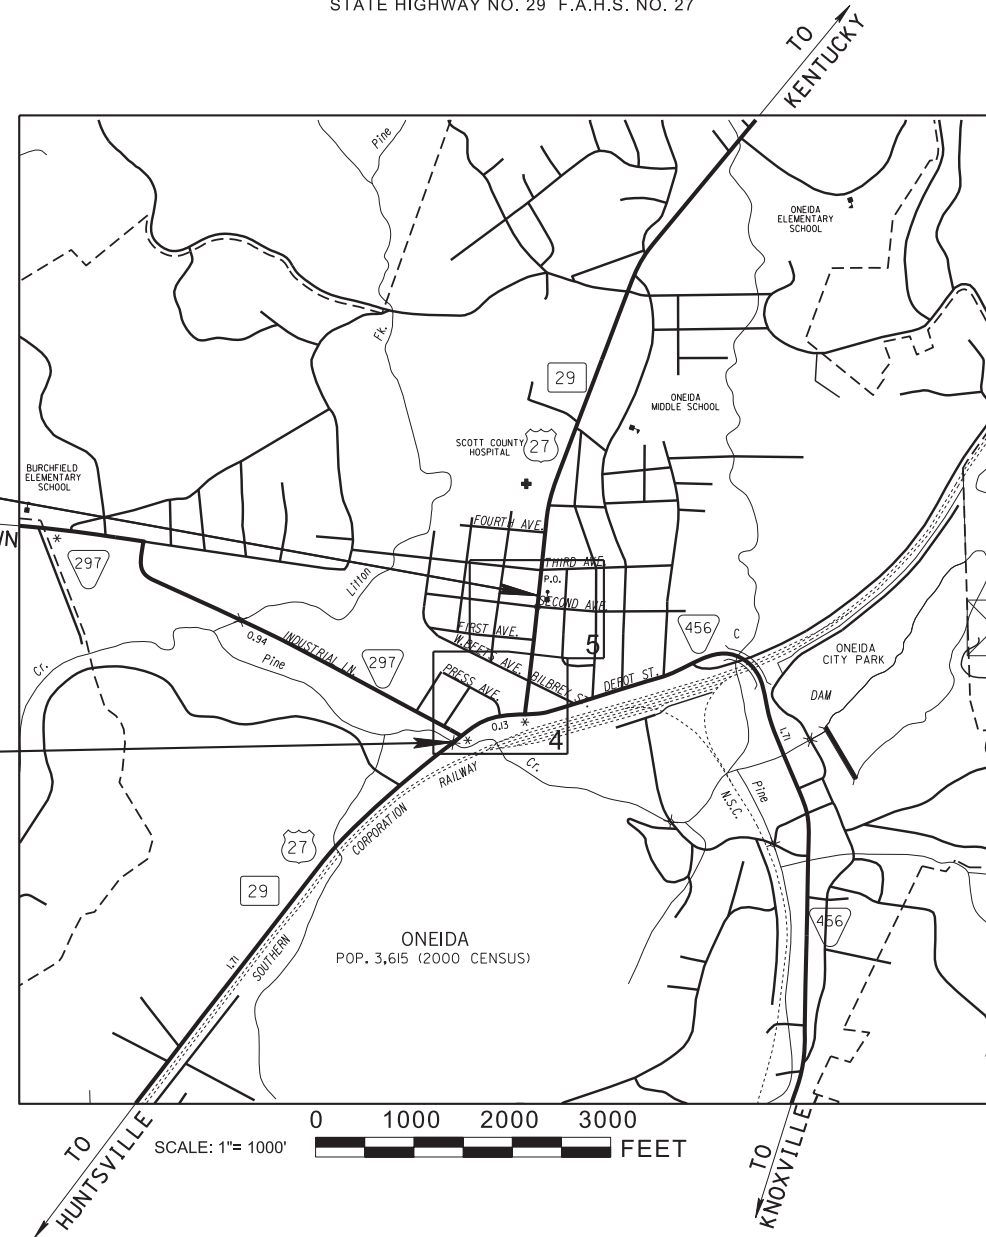 STATE HIGHWAY NO. 29 F.A.H.S. NO. 27
TO
KENTUCKY
Pine
ONEIDA
ELEMENTARY
SCHOOL
Fk.
29
ONEIDA
MIDDLE SCHOOL
SCOTT COUNTY
HOSPITAL
27
BURCHFIELD
ELEMENTARY
SCHOOL
FOURTH AVE.
WN
297
THIRD AVE.
P.O.
Litton
SECOND AVE.
0.94
INDUSTRIAL LN.
FIRST AVE.
W. BEETS AVE.
5
456
C
ONEIDA
CITY PARK
Cr.
Pine
297
PRESS AVE.
BILBREY ST.
DEPOT ST.
DAM
0.13
4
1.71
RAILWAY
Cr.
Pine
N.S.C.
CORPORATION
27
29
456
ONEIDA
POP. 3,615 (2000 CENSUS)
1.71
SOUTHERN
TO
HUNTSVILLE
SCALE: 1"= 1000'
0 1000 2000 3000
FEET
TO
KNOXVILLE